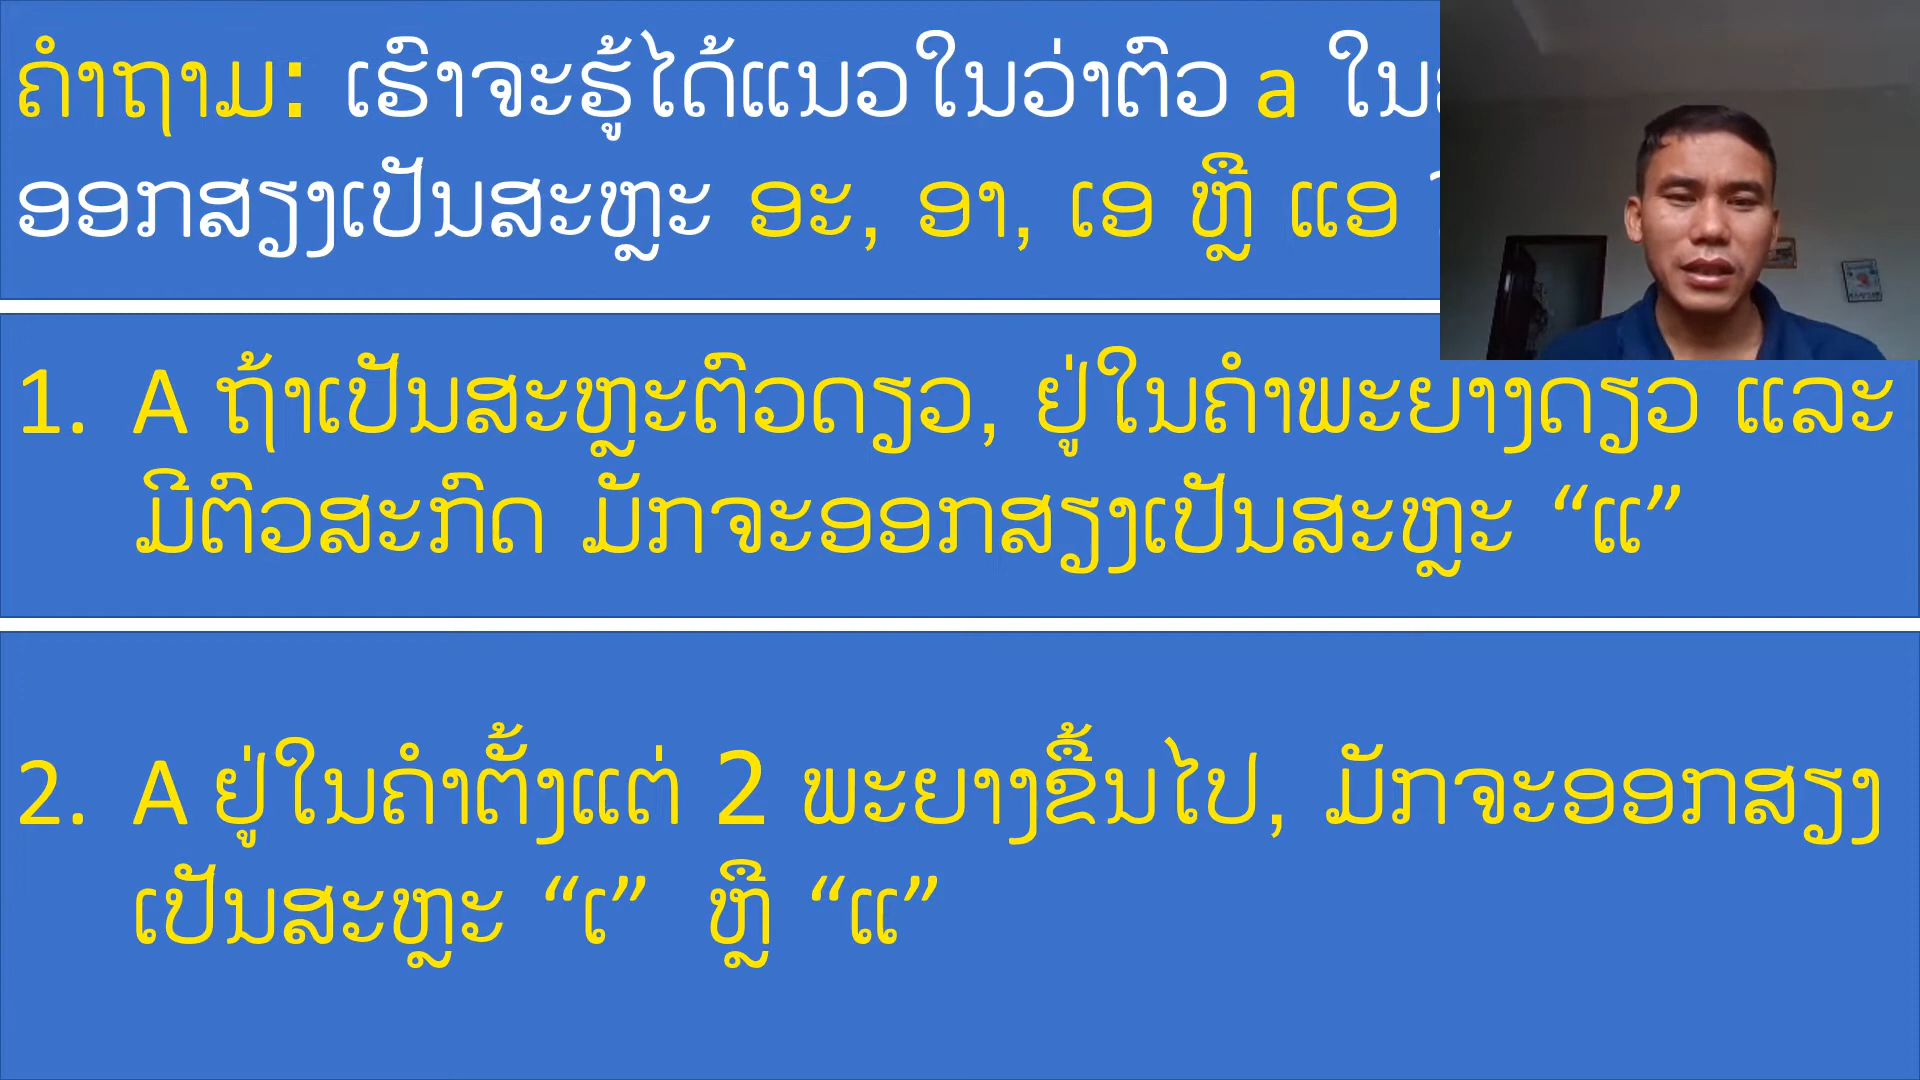 ຄຳຖາມ: ເຮົາຈະຮູ້ໄດ້ແນວໃນວ່າຕົວ a ໃນ
ອອກສຽງເປັນສະຫຼະ ອະ, ອາ, ເອ ຫຼື ແອ
1. A ຖ້າເປັນສະຫຼະຕົວດຽວ, ຢູ່ໃນຄຳພະຍາງດຽວ ແລະ
ມີຕົວສະກົດ ມັກຈະອອກສຽງເປັນສະຫຼະ “ແ”
2. A ຢູ່ໃນຄຳຕັ້ງແຕ່ 2 ພະຍາງຂື້ນໄປ, ມັກຈະອອກສຽງ
ເປັນສະຫຼະ “ເ” ຫຼື “ແ”